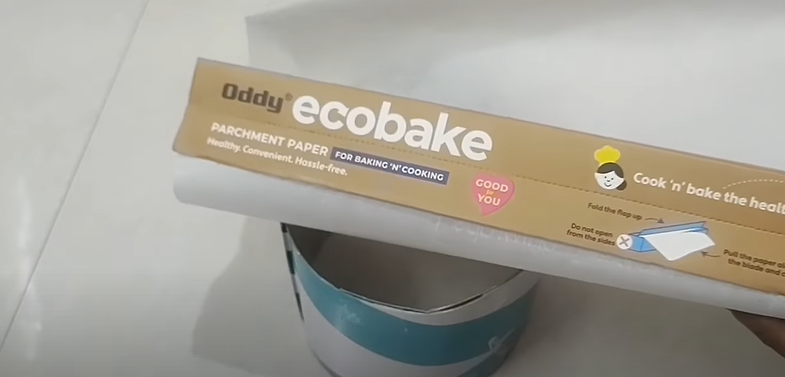 Oddy® ecobake
PARCHMENT PAPER FOR BAKING 'N' COOKING
Healthy. Convenient. Hassle-free.
GOOD
for
YOU
Cook 'n' bake the healt
Fold the flap up
Do not open
from the sides
Pull the paper
the blade and